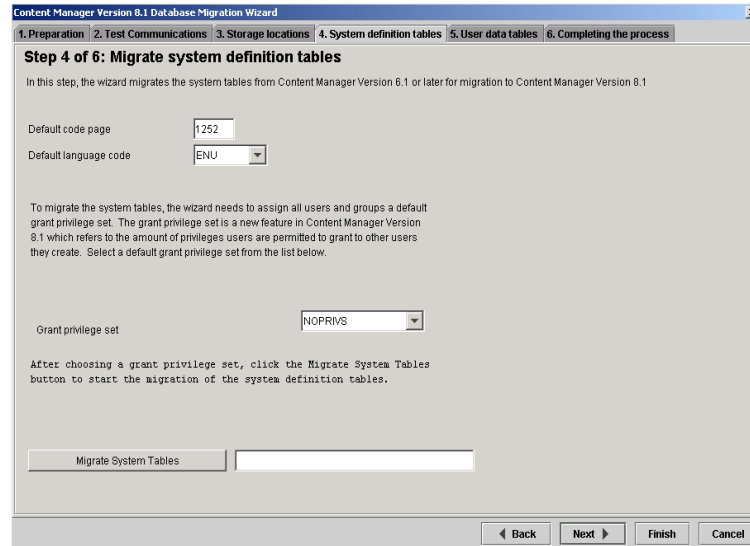 Content Manager Version 8.1 Database Migration Wizard
1. Preparation 2. Test Communications 3. Storage locations 4. System definition tables 5. User data tables 6. Completing the process
Step 4 of 6: Migrate system definition tables
In this step, the wizard migrates the system tables from Content Manager Version 6.1 or later for migration to Content Manager Version 8.1
Default code page 1252
Default language code ENU
To migrate the system tables, the wizard needs to assign all users and groups a default
grant privilege set. The grant privilege set is a new feature in Content Manager Version
8.1 which refers to the amount of privileges users are permitted to grant to other users
they create. Select a default grant privilege set from the list below.
Grant privilege set NOPRIVS
After choosing a grant privilege set, click the Migrate System Tables
button to start the migration of the system definition tables.
Migrate System Tables
Back Next Finish Cancel